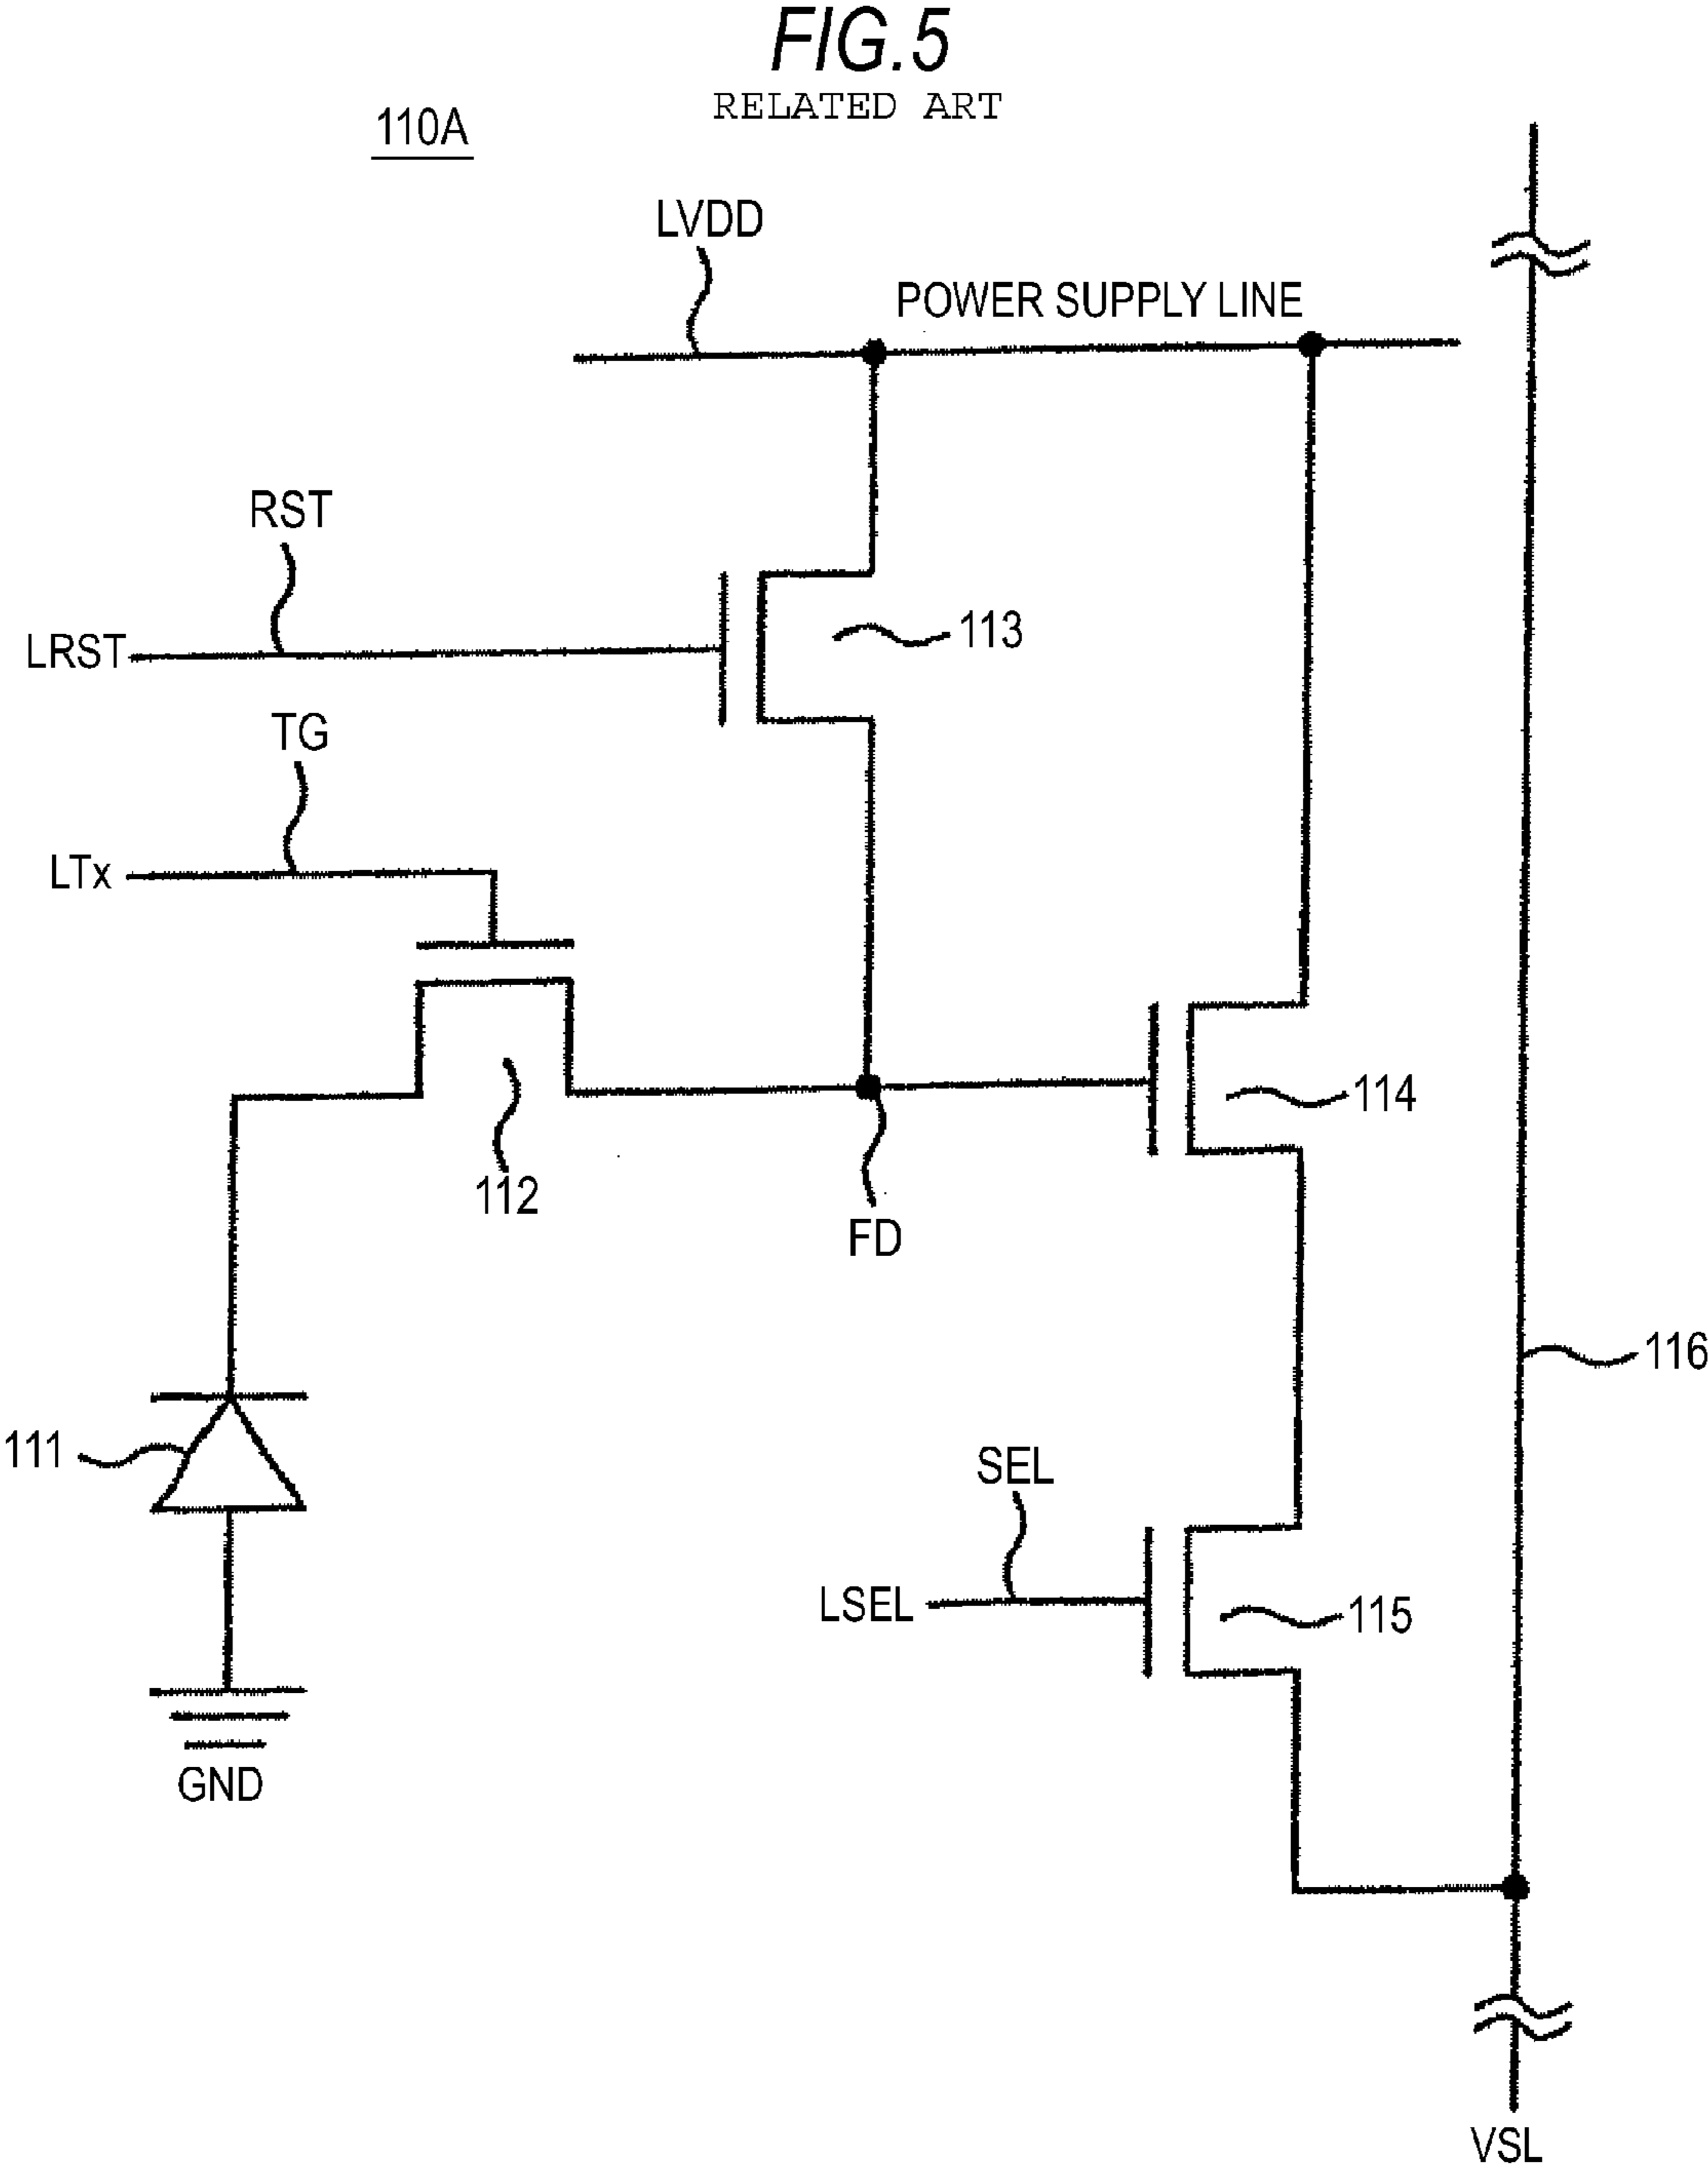 FIG.5
RELATED ART
110A
LVDD
POWER SUPPLY LINE
RST
LRST
113
TG
LTx
114
112
FD
116
111
SEL
LSEL
115
GND
VSL